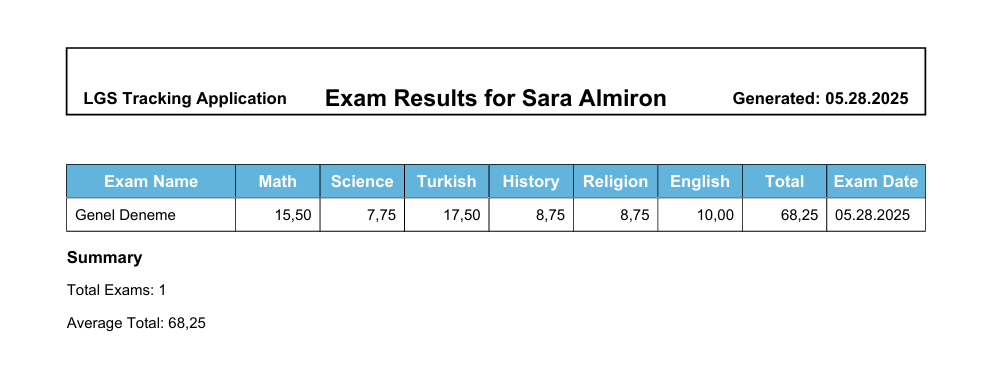 LGS Tracking Application Exam Results for Sara Almiron Generated: 05.28.2025
Exam Name Math Science Turkish History Religion English Total Exam Date
Genel Deneme 15,50 7,75 17,50 8,75 8,75 10,00 68,25 05.28.2025
Summary
Total Exams: 1
Average Total: 68,25